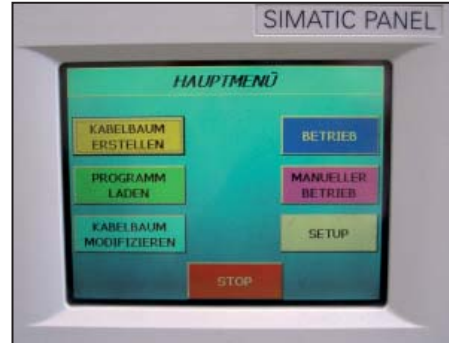 SIMATIC PANEL
HAUPTMENÜ
KABELBAUM
ERSTELLEN
BETRIEB
PROGRAMM
LADEN
MANUELLER
BETRIEB
KABELBAUM
MODIFIZIEREN
SETUP
STOP